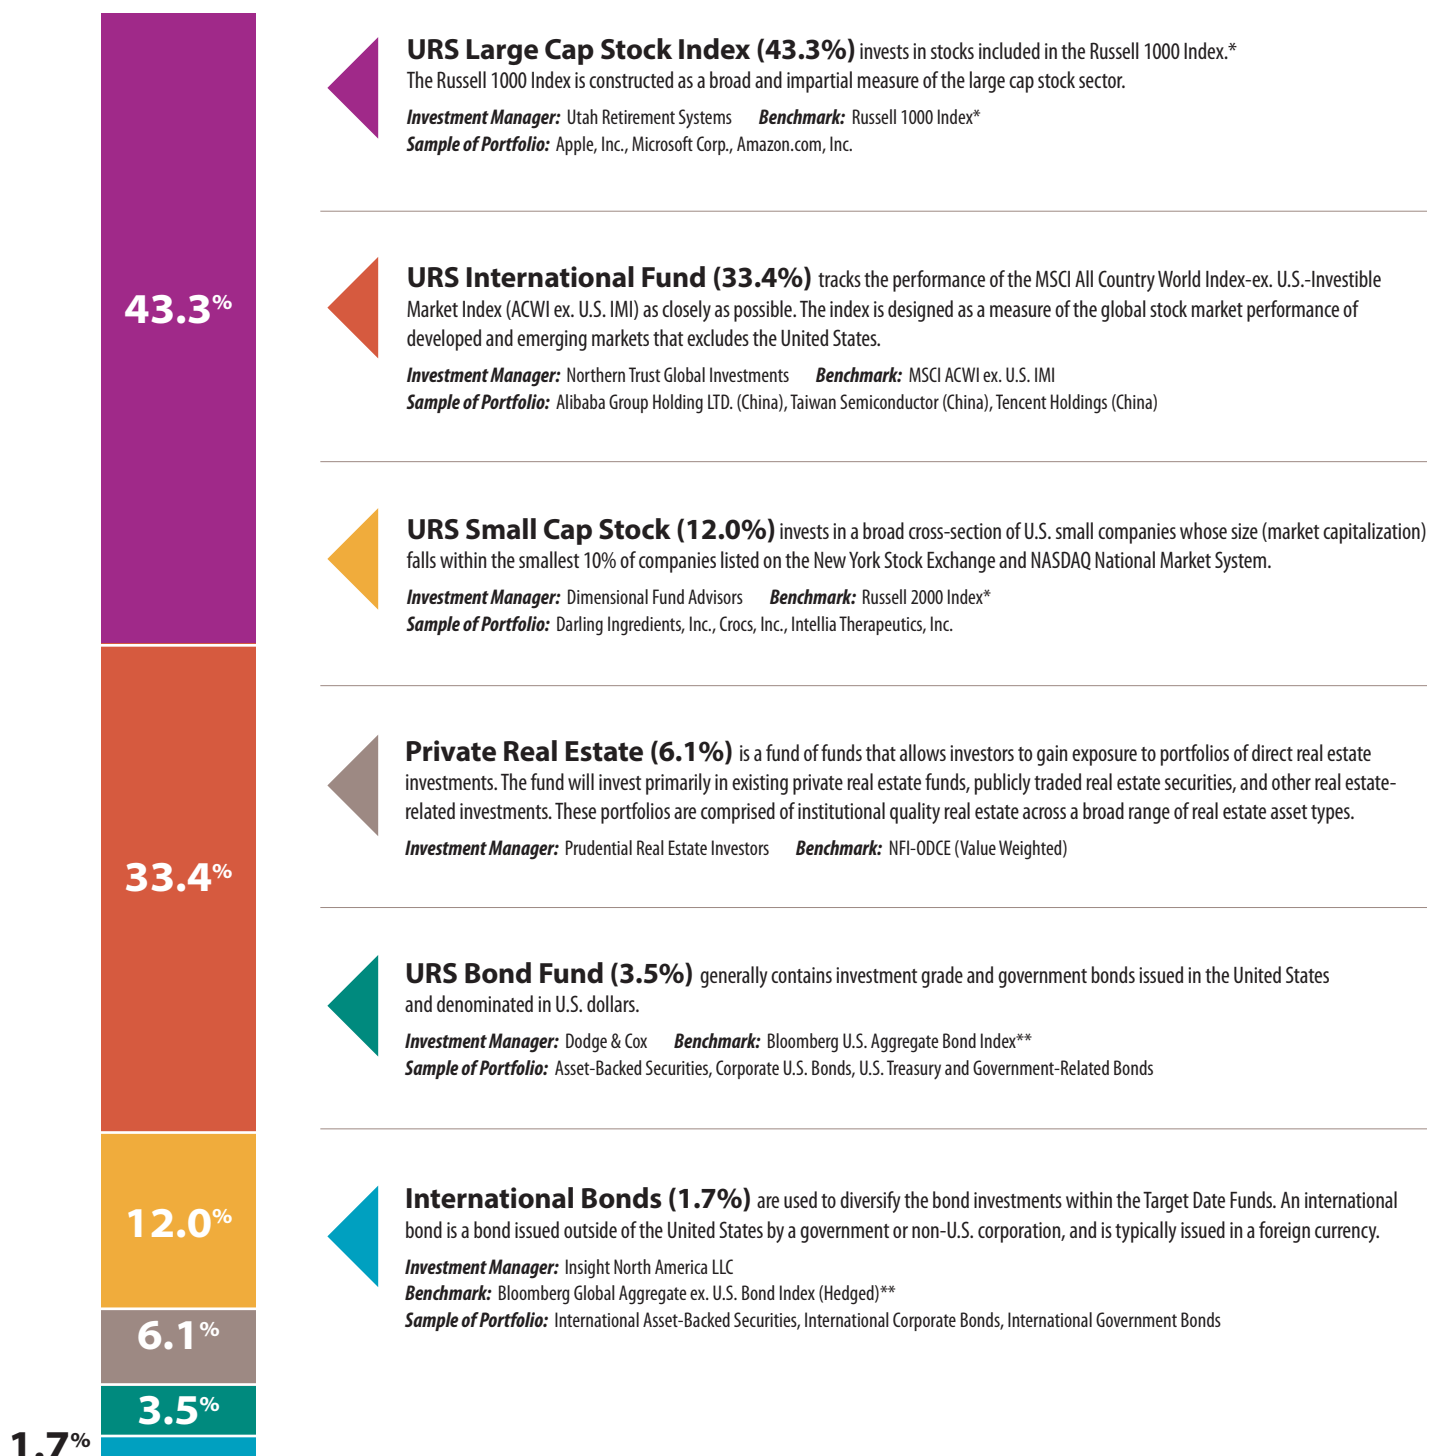 URS Large Cap Stock Index (43.3%) invests in stocks included in the Russell 1000 Index.*
The Russell 1000 Index is constructed as a broad and impartial measure of the large cap stock sector.
Investment Manager: Utah Retirement Systems Benchmark: Russell 1000 Index*
Sample of Portfolio: Apple, Inc., Microsoft Corp., Amazon.com, Inc.
43.3%
URS International Fund (33.4%) tracks the performance of the MSCI All Country World Index-ex. U.S.-Investible
Market Index (ACWI ex. U.S. IMI) as closely as possible. The index is designed as a measure of the global stock market performance of
developed and emerging markets that excludes the United States.
Investment Manager: Northern Trust Global Investments Benchmark: MSCI ACWI ex. U.S. IMI
Sample of Portfolio: Alibaba Group Holding LTD. (China), Taiwan Semiconductor (China), Tencent Holdings (China)
URS Small Cap Stock (12.0%) invests in a broad cross-section of U.S. small companies whose size (market capitalization)
falls within the smallest 10% of companies listed on the New York Stock Exchange and NASDAQ National Market System.
Investment Manager: Dimensional Fund Advisors Benchmark: Russell 2000 Index*
Sample of Portfolio: Darling Ingredients, Inc., Crocs, Inc., Intellia Therapeutics, Inc.
Private Real Estate (6.1%) is a fund of funds that allows investors to gain exposure to portfolios of direct real estate
investments. The fund will invest primarily in existing private real estate funds, publicly traded real estate securities, and other real estate-
related investments. These portfolios are comprised of institutional quality real estate across a broad range of real estate asset types.
Investment Manager: Prudential Real Estate Investors Benchmark: NFI-ODCE (Value Weighted)
33.4%
URS Bond Fund (3.5%) generally contains investment grade and government bonds issued in the United States
and denominated in U.S. dollars.
Investment Manager: Dodge & Cox Benchmark: Bloomberg U.S. Aggregate Bond Index**
Sample of Portfolio: Asset-Backed Securities, Corporate U.S. Bonds, U.S. Treasury and Government-Related Bonds
International Bonds (1.7%) are used to diversify the bond investments within the Target Date Funds. An international
bond is a bond issued outside of the United States by a government or non-U.S. corporation, and is typically issued in a foreign currency.
Investment Manager: Insight North America LLC
Benchmark: Bloomberg Global Aggregate ex. U.S. Bond Index (Hedged)**
Sample of Portfolio: International Asset-Backed Securities, International Corporate Bonds, International Government Bonds
12.0%
6.1%
3.5%
1.7%